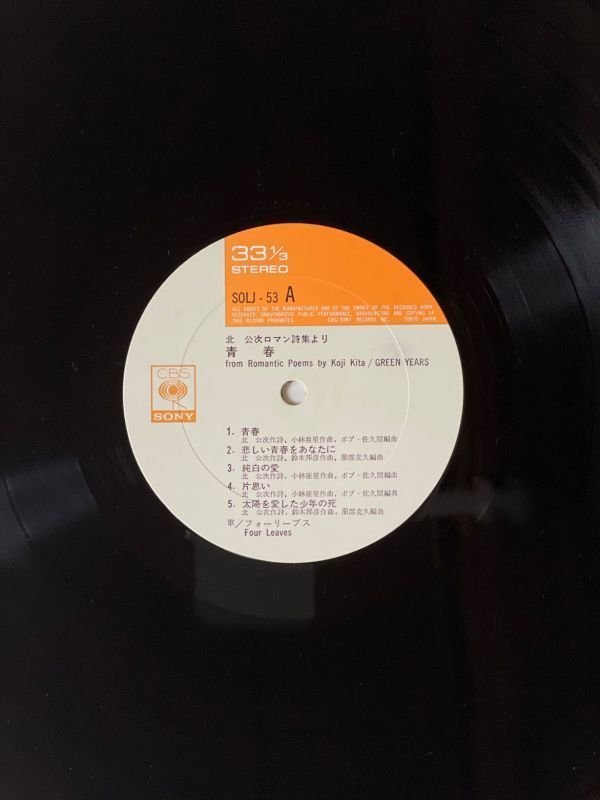 33 1/3
STEREO
SOLJ - 53 A
ALL RIGHTS OF THE MANUFACTURER AND OF THE OWNER OF THE RECORDED WORK
RESERVED. UNAUTHORIZED PUBLIC PERFORMANCE, BROADCASTING AND COPYING OF
THIS RECORD PROHIBITED. CBS/SONY RECORDS INC. TOKYO JAPAN
北 公次ロマン詩集より
青 春
from Romantic Poems by Koji Kita / GREEN YEARS
CBS
SONY
1. 青春
北 公次作詩, 小林亜星作曲, ボブ・佐久間編曲
2. 悲しい青春をあなたに
北 公次作詩, 鈴木邦彦作曲, 服部克久編曲
3. 純白の愛
北 公次作詩, 小林亜星作曲, ボブ・佐久間編曲
4. 片思い
北 公次作詩, 小林亜星作曲, ボブ・佐久間編曲
5. 太陽を愛した少年の死
北 公次作詩, 鈴木邦彦作曲, 服部克久編曲
歌／フォーリーブス
Four Leaves